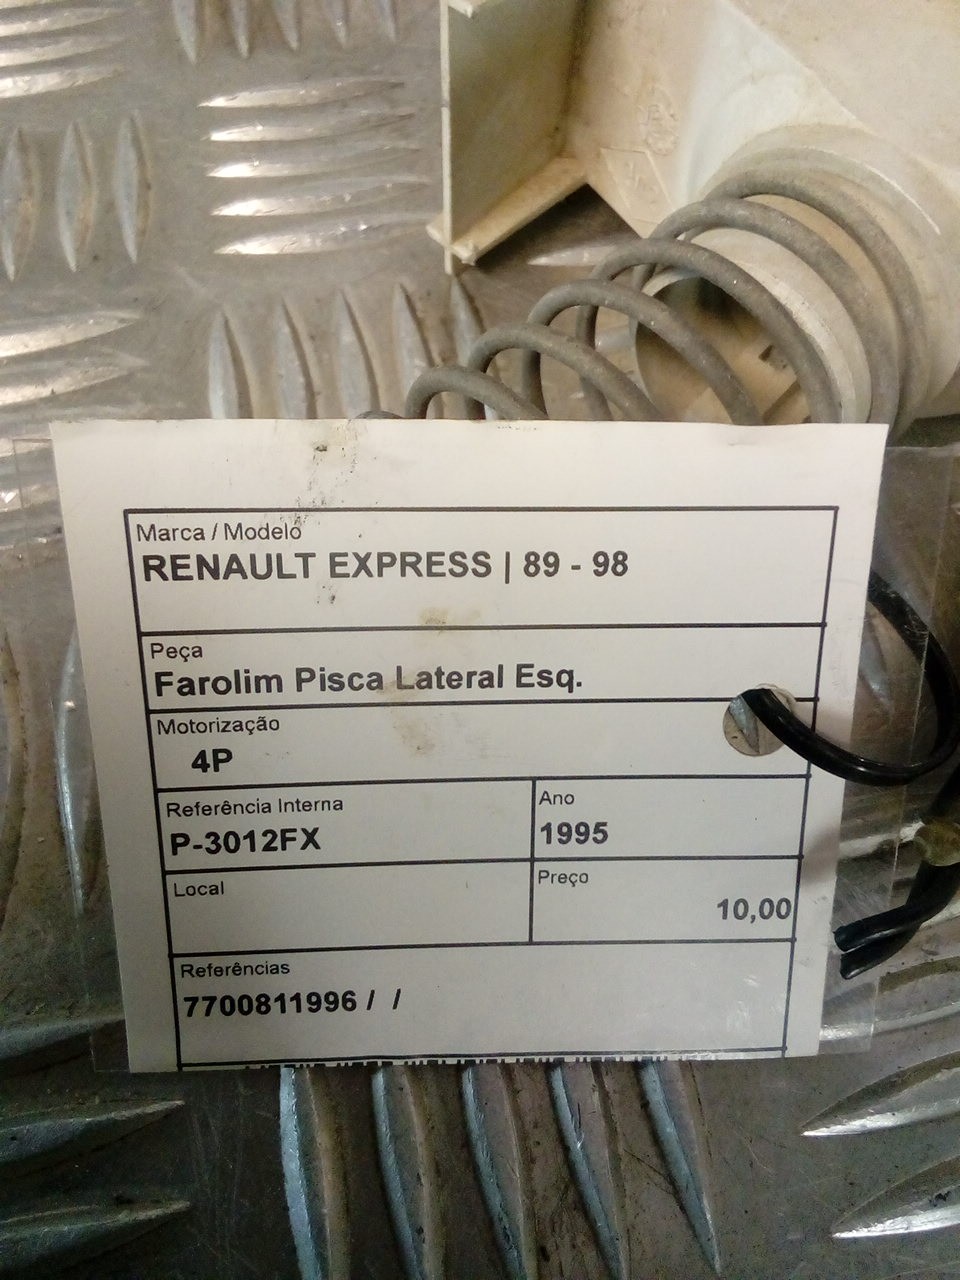 Marca / Modelo
RENAULT EXPRESS | 89 - 98
Peça
Farolim Pisca Lateral Esq.
Motorização
4P
Referência Interna
P-3012FX
Ano
1995
Local
Preço
10,00
Referências
7700811996 / /